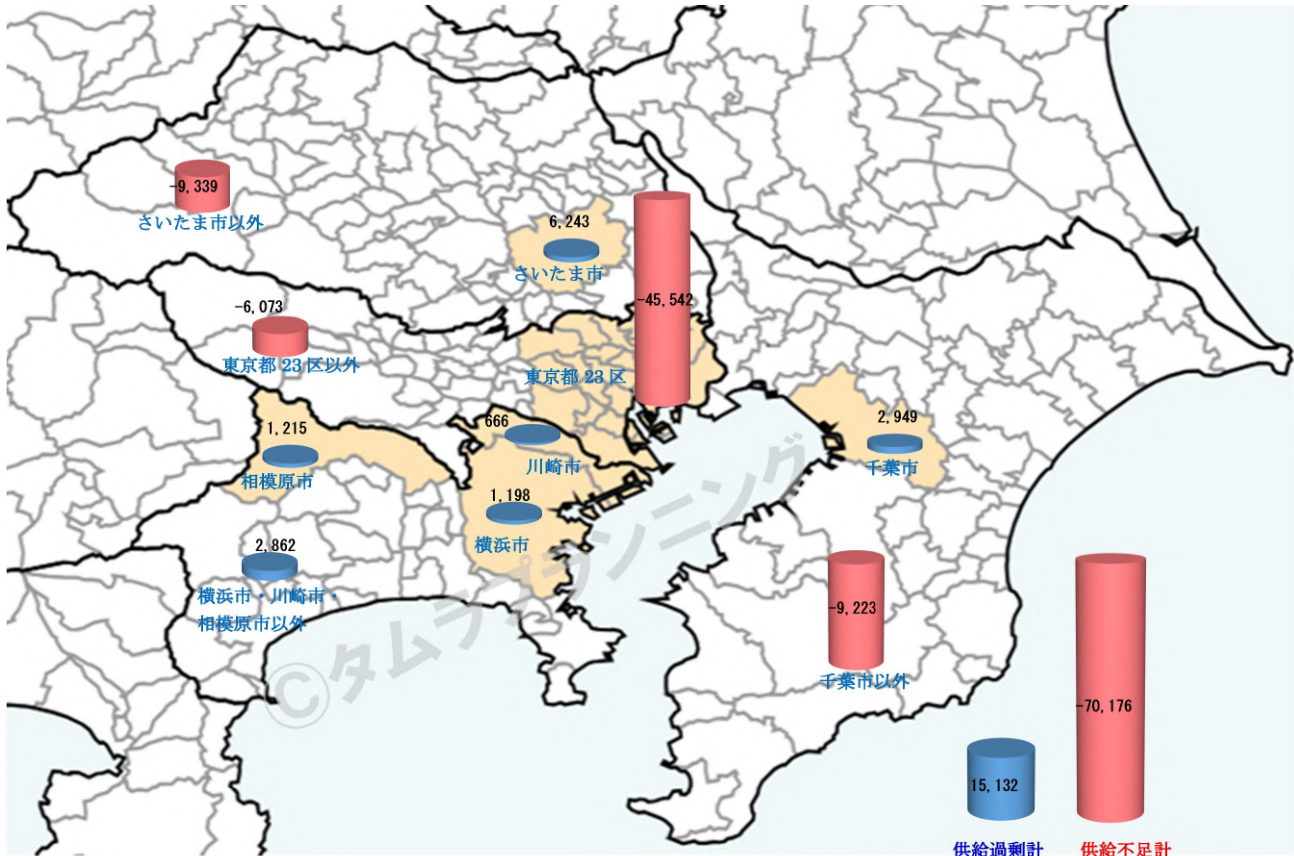 -9,339
さいたま市以外
6,243
さいたま市
-45,542
東京都 23 区
-6,073
東京都 23 区以外
1,215
相模原市
666
川崎市
1,198
横浜市
2,949
千葉市
2,862
横浜市・川崎市・
相模原市以外
-9,223
千葉市以外
15,132
供給過剰計
-70,176
供給不足計
©タムラプランニング